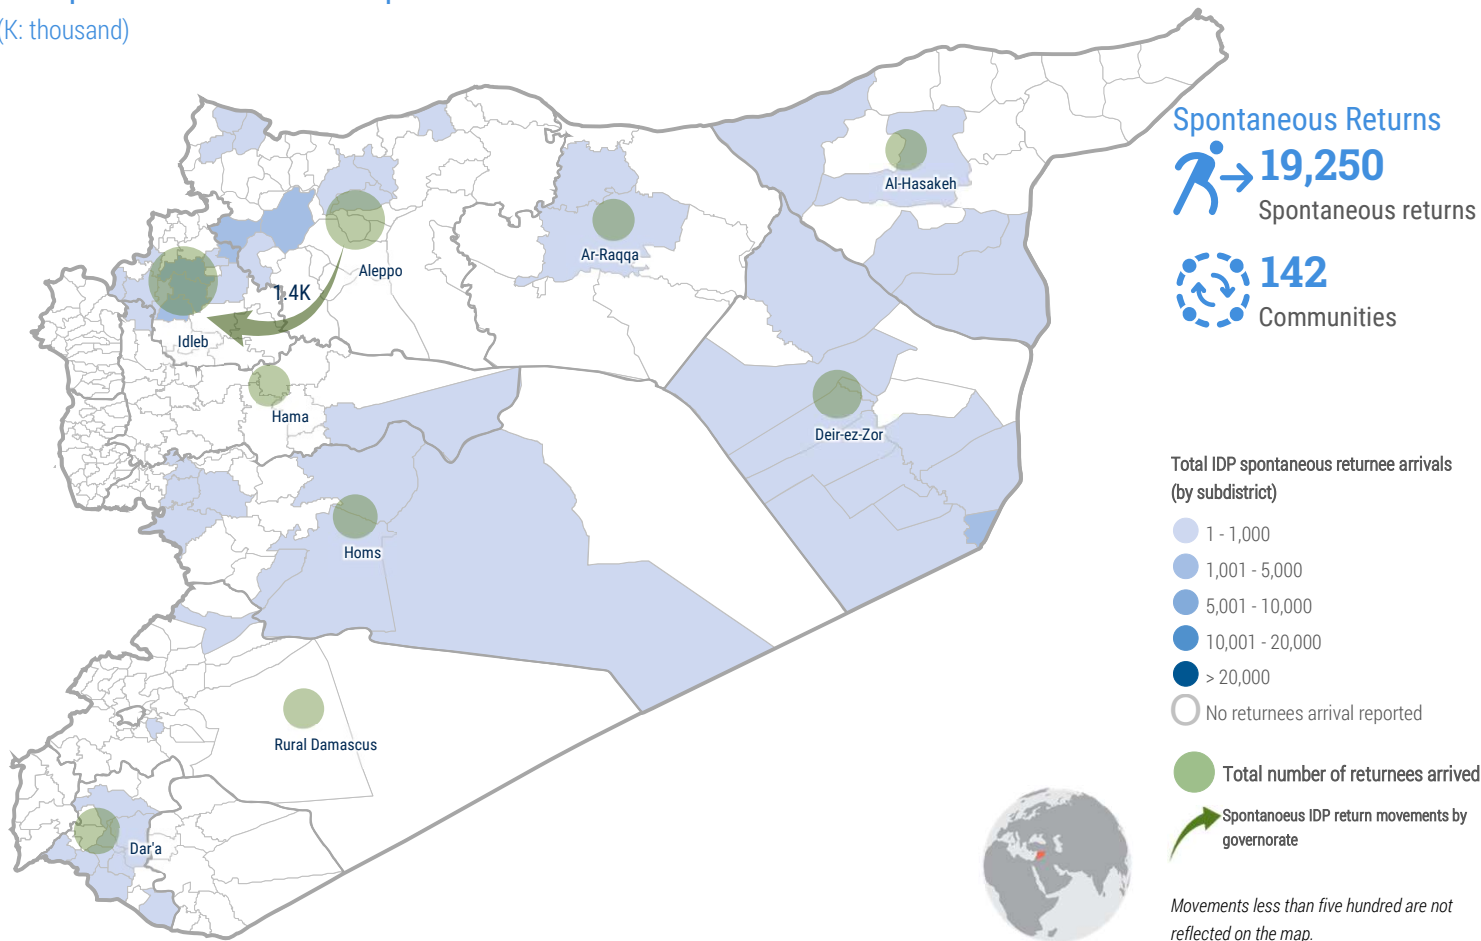 (K: thousand)
Spontaneous Returns
19,250
Spontaneous returns
142
Communities
Al-Hasakeh
Ar-Raqqa
Aleppo
1.4K
Idleb
Hama
Deir-ez-Zor
Homs
Rural Damascus
Dar'a
Total IDP spontaneous returnee arrivals
(by subdistrict)
1 - 1,000
1,001 - 5,000
5,001 - 10,000
10,001 - 20,000
> 20,000
No returnees arrival reported
Total number of returnees arrived
Spontanoeus IDP return movements by
governorate
Movements less than five hundred are not
reflected on the map.